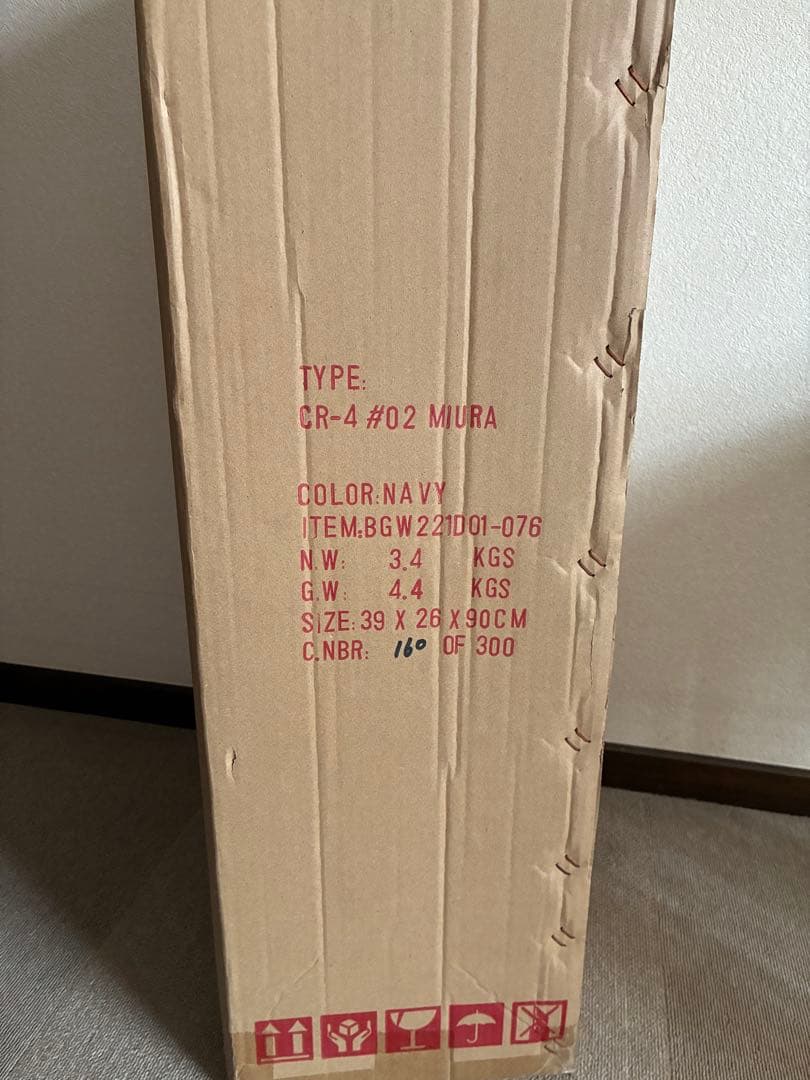 TYPE:
CR-4 #02 MIURA
COLOR:NAVY
ITEM:BGW221D01-076
N.W: 3.4 KGS
G.W: 4.4 KGS
SIZE:39 X 26 X 90CM
C.NBR: 160 OF 300